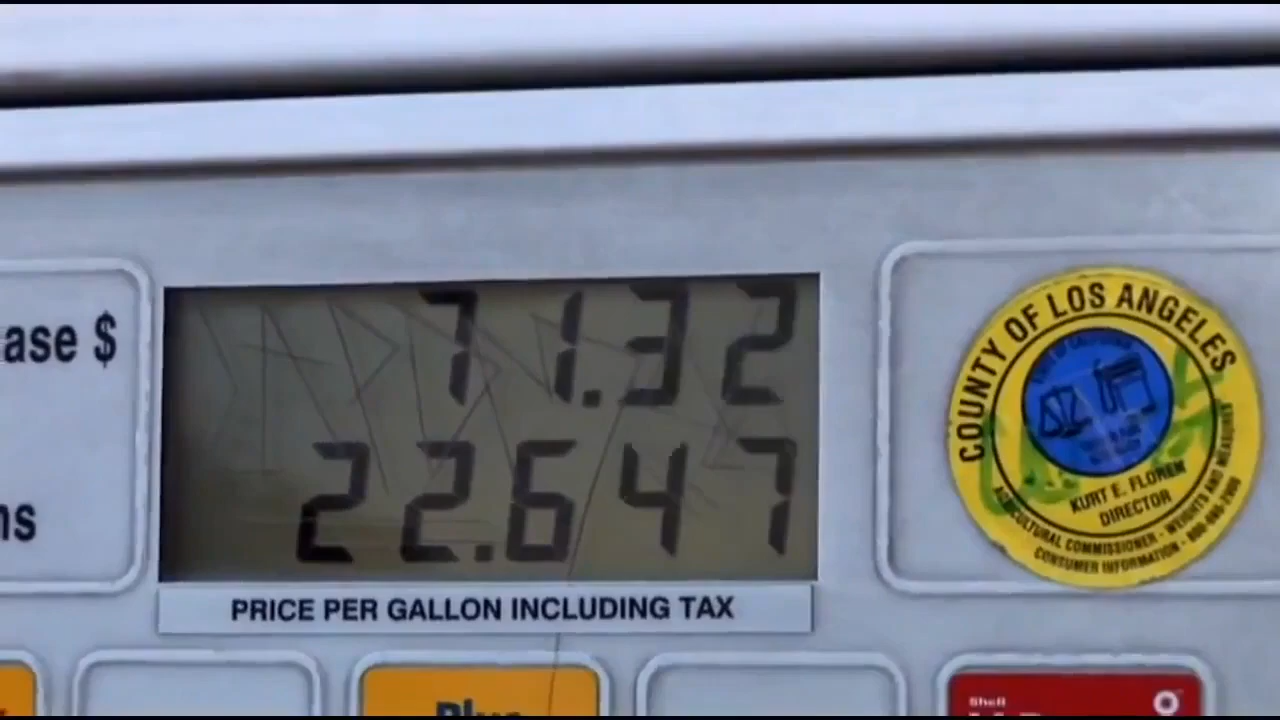 ase $
71.32
ns
22.647
PRICE PER GALLON INCLUDING TAX
COUNTY OF LOS ANGELES
KURT E. FLOREN
DIRECTOR
AGRICULTURAL COMMISSIONER - WEIGHTS AND MEASURES
CONSUMER INFORMATION -
Plus
Shell